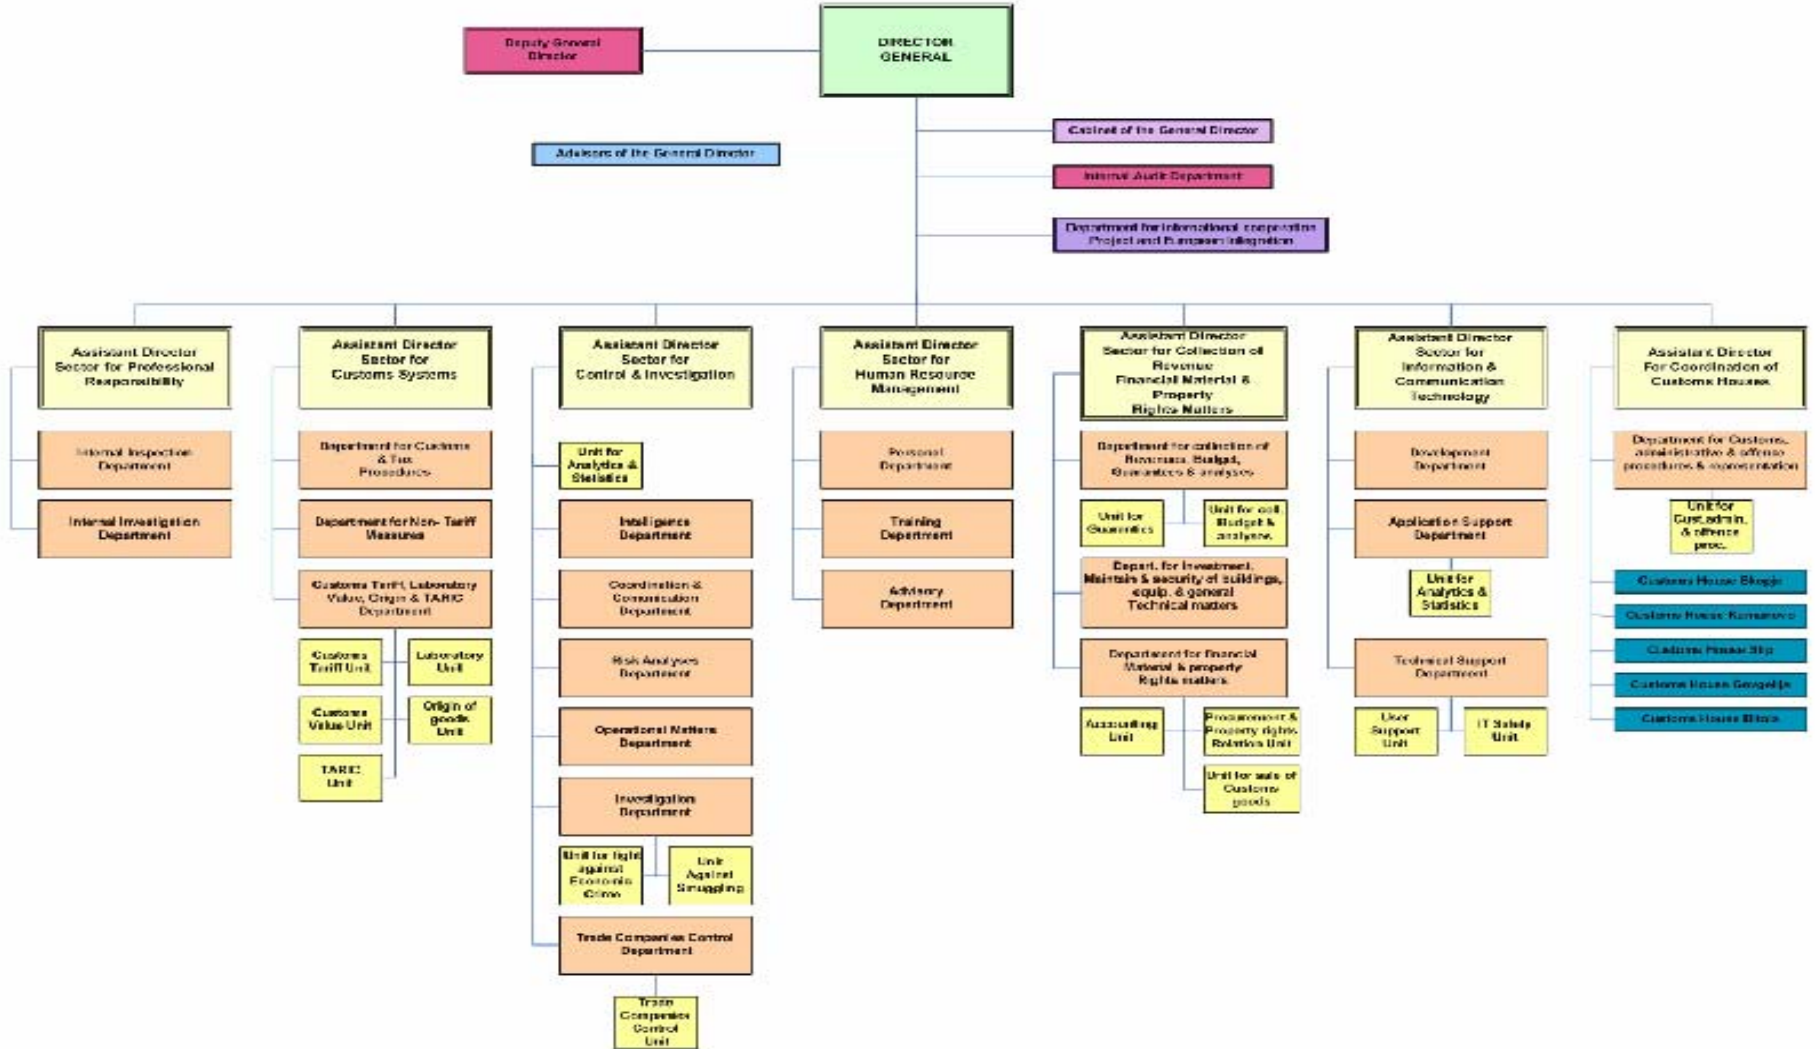 Deputy General
Director
DIRECTOR
GENERAL
Cabinet of the General Director
Advisors of the General Director
Internal Audit Department
Department for international cooperation
Project and European Integration
Assistant Director
Sector for Professional
Responsibility
Internal Inspection
Department
Internal Investigation
Department
Assistant Director
Sector for
Customs Systems
Department for Customs
& Tax
Procedures
Department for Non- Tariff
Measures
Customs Tariff, Laboratory
Value, Origin & TARIC
Department
Customs
Tariff Unit
Laboratory
Unit
Customs
Value Unit
Origin of
goods
Unit
TARIC
Unit
Assistant Director
Sector for
Control & Investigation
Unit for
Analytics &
Statistics
Intelligence
Department
Coordination &
Comunication
Department
Risk Analyses
Department
Operational Matters
Department
Investigation
Department
Unit for fight
against
Economic
Crime
Unit
Against
Smuggling
Trade Companies Control
Department
Trade
Companies
Control
Unit
Assistant Director
Sector for
Human Resource
Management
Personal
Department
Training
Department
Advisory
Department
Assistant Director
Sector for Collection of
Revenue
Financial Material &
Property
Rights Matters
Department for collection of
Revenues, Budget,
Guarantees & analyses
Unit for
Unit for coll.
Budget &
analyses
Depart. for Investment,
Maintain & security of buildings,
equip. & general
Technical matters
Department for financial
Material & property
Rights matters
Accounting
Unit
Procurement &
Property rights
Relation Unit
Unit for sale of
Customs
goods
Assistant Director
Sector for
Information &
Communication
Technology
Development
Department
Application Support
Department
Unit for
Analytics &
Statistics
Technical Support
Department
User
Support
Unit
IT Safety
Unit
Assistant Director
For Coordination of
Customs Houses
Department for Customs,
administrative & offense
procedures & representation
Unit for
Cust.admin.
& offence
proc.
Customs House Skopje
Customs House Kumanovo
Customs House Stip
Customs House Gevgelija
Customs House Bitola